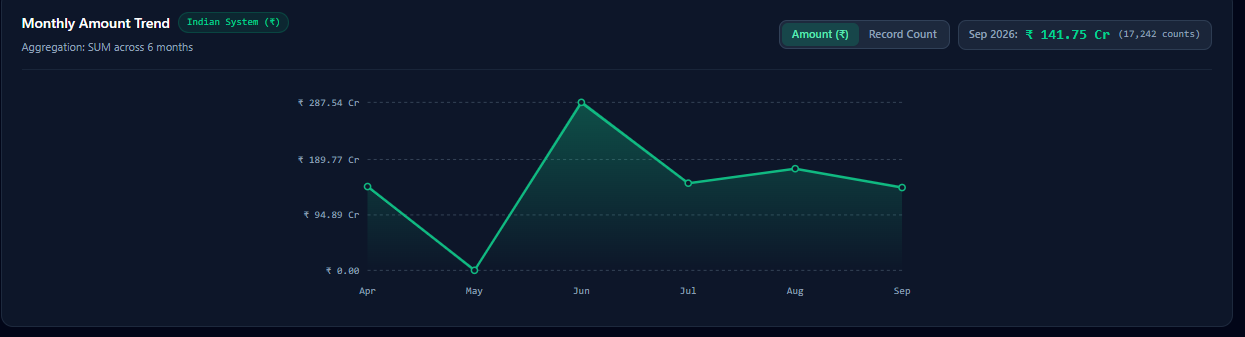 Monthly Amount Trend Indian System (₹)
Aggregation: SUM across 6 months
Amount (₹) Record Count
Sep 2026: ₹ 141.75 Cr (17,242 counts)
₹ 287.54 Cr
₹ 189.77 Cr
₹ 94.89 Cr
₹ 0.00
Apr May Jun Jul Aug Sep